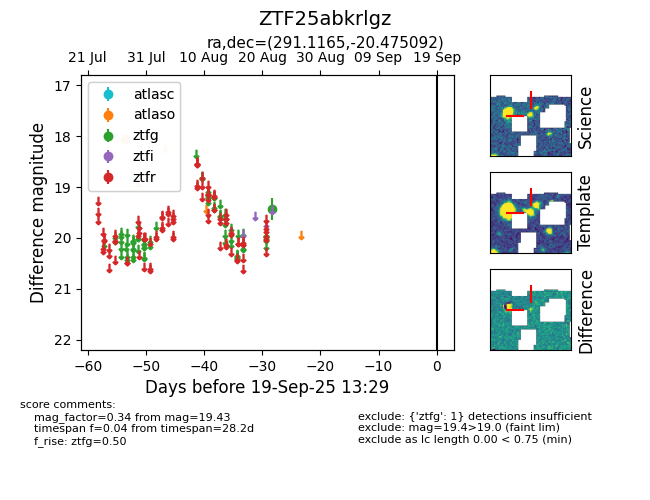 ZTF25abkrlgz
ra,dec=(291.1165,-20.475092)
21 Jul 31 Jul 10 Aug 20 Aug 30 Aug 09 Sep 19 Sep
17
18
19
20
21
22
Difference magnitude
atlasc
atlaso
ztfg
ztfi
ztfr
−60 −50 −40 −30 −20 −10 0
Days before 19-Sep-25 13:29
Science
Template
Difference
score comments:
mag_factor=0.34 from mag=19.43
timespan f=0.04 from timespan=28.2d
f_rise: ztfg=0.50
exclude: {'ztfg': 1} detections insufficient
exclude: mag=19.4>19.0 (faint lim)
exclude as lc length 0.00 < 0.75 (min)